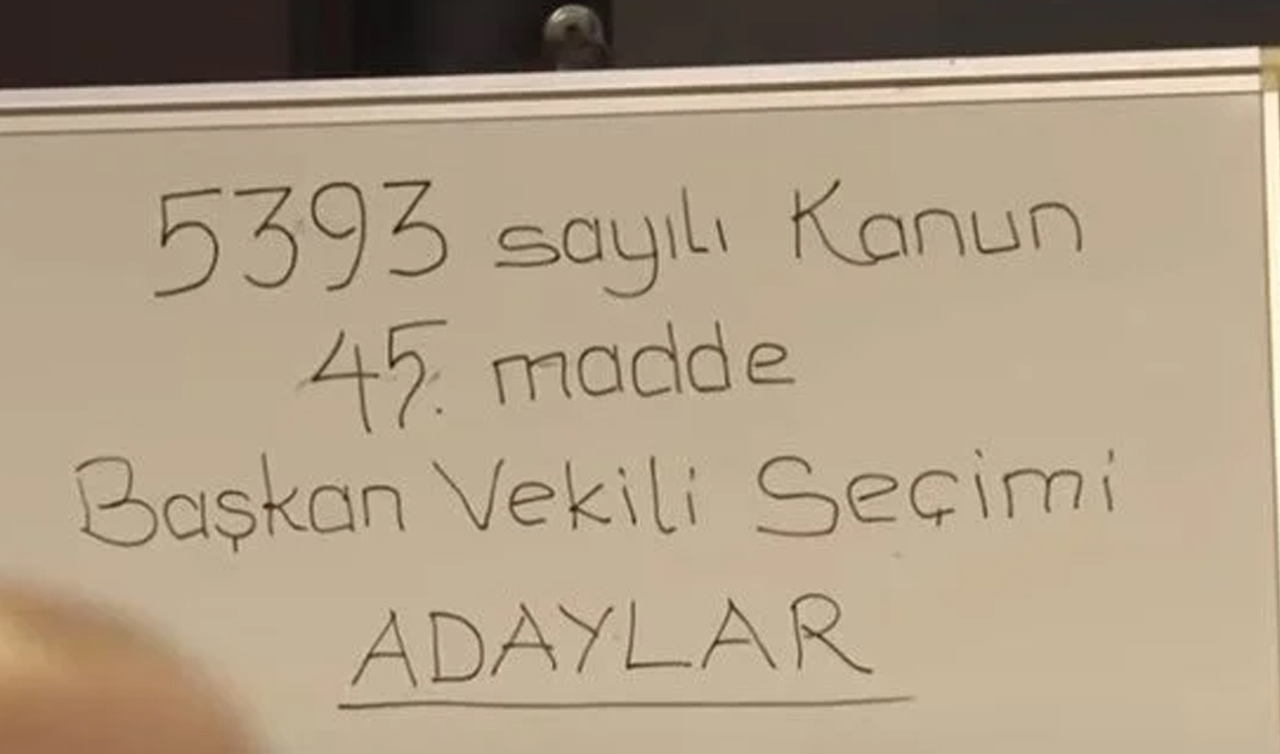 5393 sayılı Kanun
45. madde
Başkan Vekili Seçimi
ADAYLAR